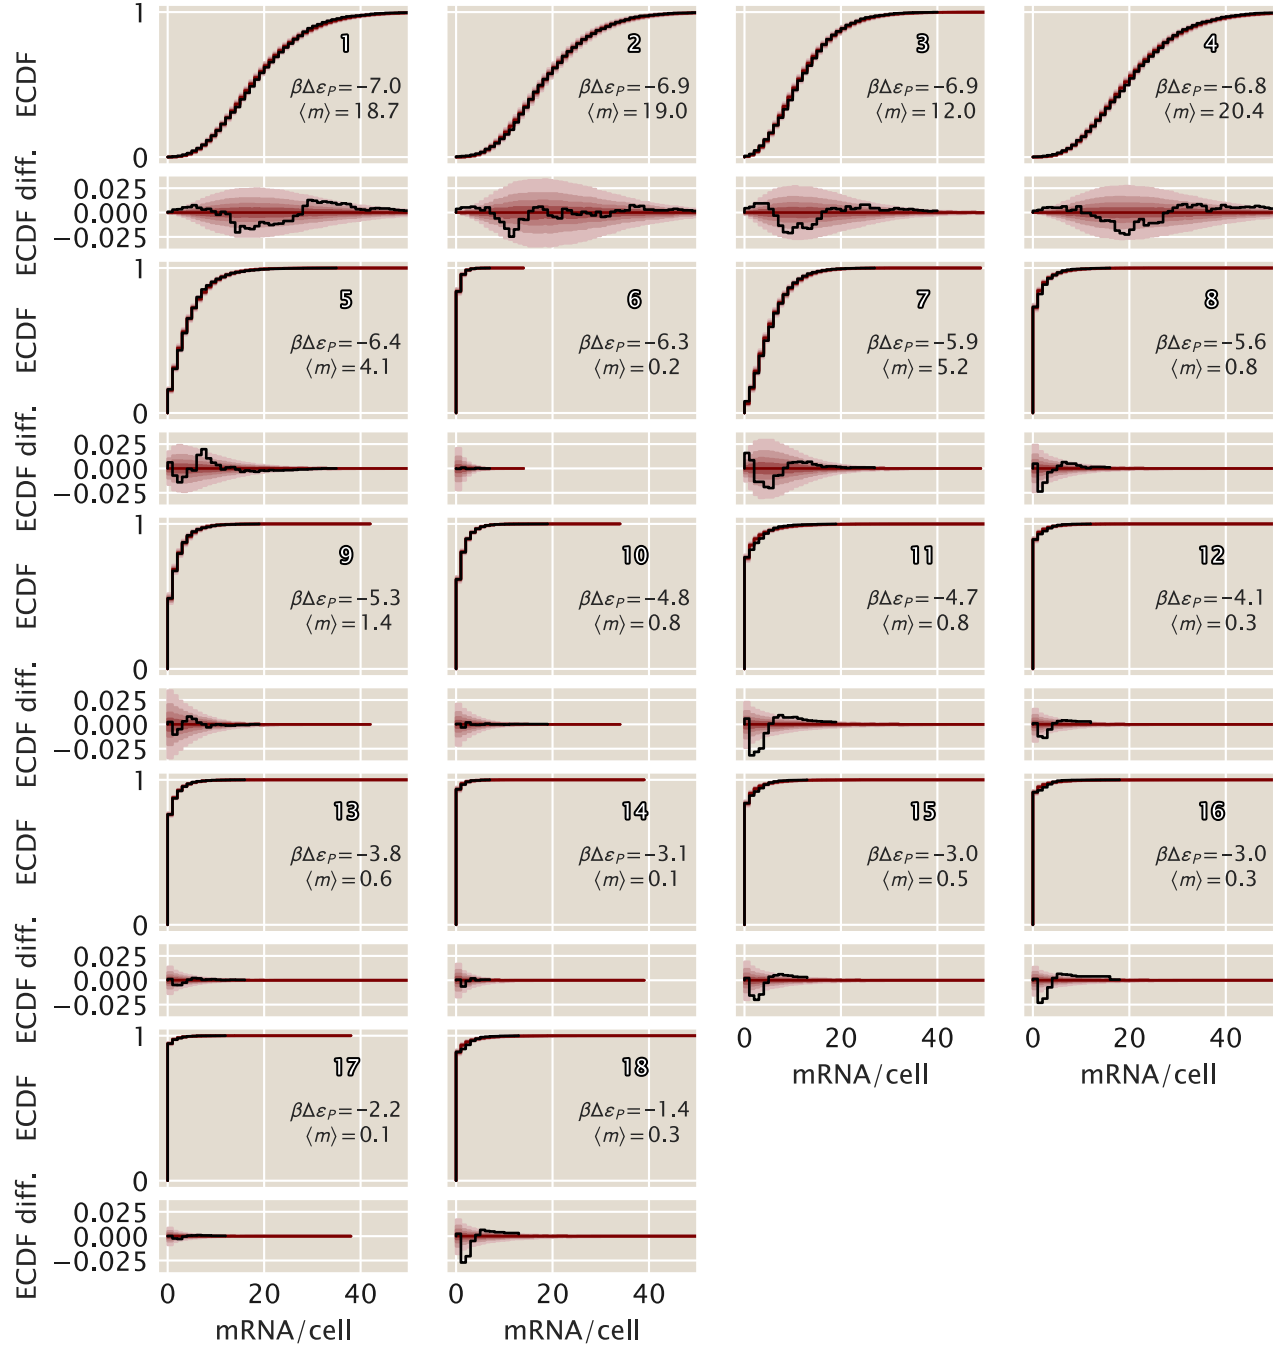 ECDF
1
0
1
βΔε_P = −7.0
⟨m⟩ = 18.7
2
βΔε_P = −6.9
⟨m⟩ = 19.0
3
βΔε_P = −6.9
⟨m⟩ = 12.0
4
βΔε_P = −6.8
⟨m⟩ = 20.4
ECDF diff.
0.025
0.000
−0.025
ECDF
1
0
5
βΔε_P = −6.4
⟨m⟩ = 4.1
6
βΔε_P = −6.3
⟨m⟩ = 0.2
7
βΔε_P = −5.9
⟨m⟩ = 5.2
8
βΔε_P = −5.6
⟨m⟩ = 0.8
ECDF diff.
0.025
0.000
−0.025
ECDF
1
0
9
βΔε_P = −5.3
⟨m⟩ = 1.4
10
βΔε_P = −4.8
⟨m⟩ = 0.8
11
βΔε_P = −4.7
⟨m⟩ = 0.8
12
βΔε_P = −4.1
⟨m⟩ = 0.3
ECDF diff.
0.025
0.000
−0.025
ECDF
1
0
13
βΔε_P = −3.8
⟨m⟩ = 0.6
14
βΔε_P = −3.1
⟨m⟩ = 0.1
15
βΔε_P = −3.0
⟨m⟩ = 0.5
16
βΔε_P = −3.0
⟨m⟩ = 0.3
ECDF diff.
0.025
0.000
−0.025
0 20 40
mRNA/cell
0 20 40
mRNA/cell
ECDF
1
0
17
βΔε_P = −2.2
⟨m⟩ = 0.1
18
βΔε_P = −1.4
⟨m⟩ = 0.3
ECDF diff.
0.025
0.000
−0.025
0 20 40
mRNA/cell
0 20 40
mRNA/cell